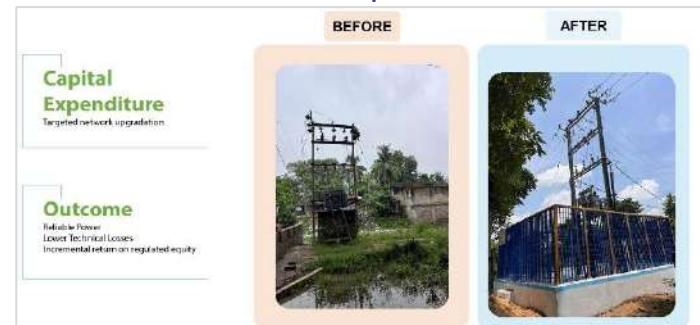 BEFORE
AFTER
Capital
Expenditure
Targeted network upgradation
Outcome
Reliable Power
Lower Technical Losses
Incremental return on regulated equity